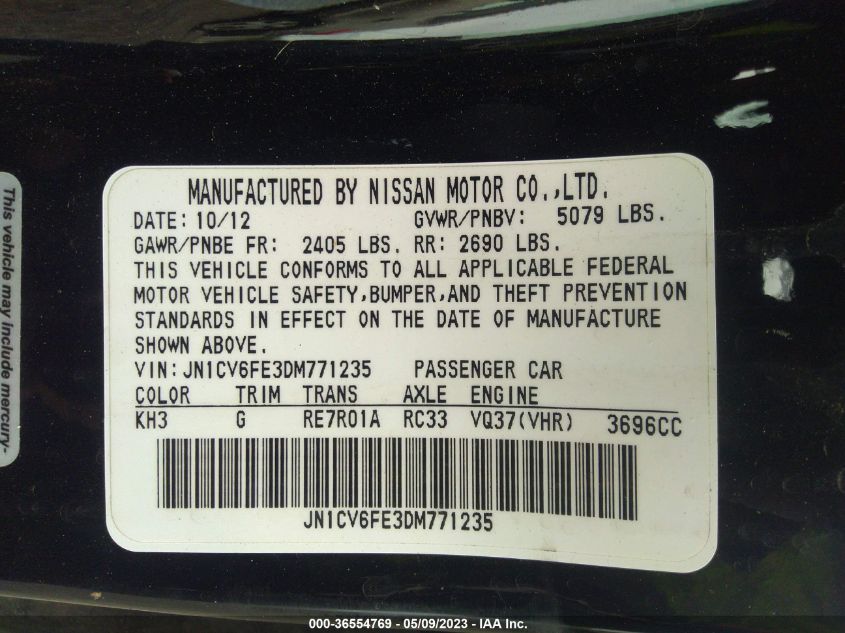 MANUFACTURED BY NISSAN MOTOR CO.,LTD.
DATE: 10/12 GVWR/PNBV: 5079 LBS.
GAWR/PNBE FR: 2405 LBS. RR: 2690 LBS.
THIS VEHICLE CONFORMS TO ALL APPLICABLE FEDERAL
MOTOR VEHICLE SAFETY,BUMPER,AND THEFT PREVENTION
STANDARDS IN EFFECT ON THE DATE OF MANUFACTURE
SHOWN ABOVE.
VIN: JN1CV6FE3DM771235 PASSENGER CAR
COLOR TRIM TRANS AXLE ENGINE
KH3 G RE7R01A RC33 VQ37(VHR) 3696CC
JN1CV6FE3DM771235
This vehicle may include mercury-
000-36554769 - 05/09/2023 - IAA Inc.